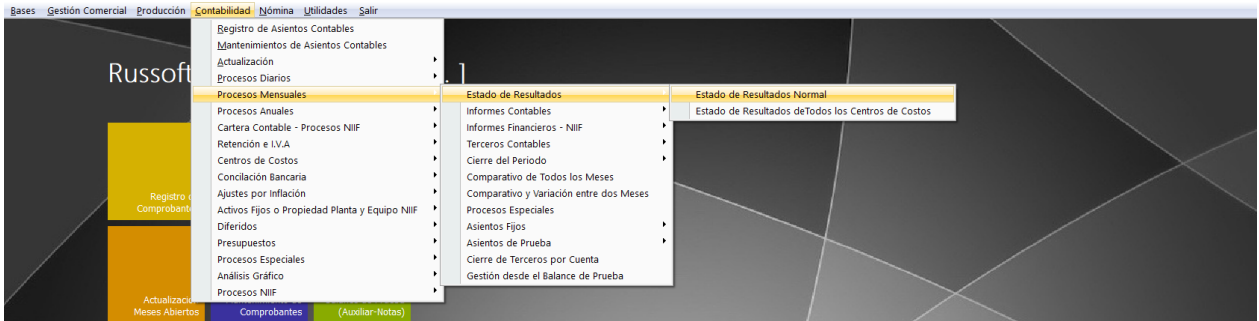 Bases Gestión Comercial Producción Contabilidad Nómina Utilidades Salir
Registro de Asientos Contables
Mantenimientos de Asientos Contables
Actualización
Procesos Diarios
Procesos Mensuales
Procesos Anuales
Cartera Contable - Procesos NIIF
Retención e I.V.A
Centros de Costos
Concilación Bancaria
Ajustes por Inflación
Activos Fijos o Propiedad Planta y Equipo NIIF
Diferidos
Presupuestos
Procesos Especiales
Análisis Gráfico
Procesos NIIF
Estado de Resultados
Informes Contables
Informes Financieros - NIIF
Terceros Contables
Cierre del Periodo
Comparativo de Todos los Meses
Comparativo y Variación entre dos Meses
Procesos Especiales
Asientos Fijos
Asientos de Prueba
Cierre de Terceros por Cuenta
Gestión desde el Balance de Prueba
Estado de Resultados Normal
Estado de Resultados deTodos los Centros de Costos
Russoft
.]
Registro
Meses Abiertos
Comprobantes
(Auxiliar-Notas)